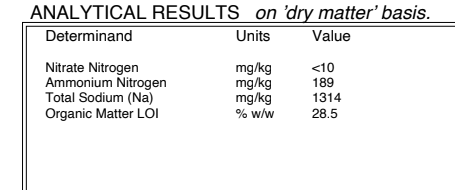 ANALYTICAL RESULTS on 'dry matter' basis.
Determinand Units Value
Nitrate Nitrogen mg/kg <10
Ammonium Nitrogen mg/kg 189
Total Sodium (Na) mg/kg 1314
Organic Matter LOI % w/w 28.5